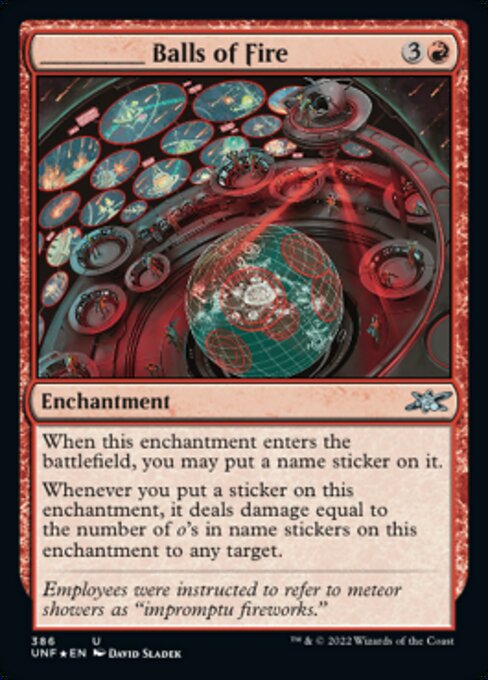 __________ Balls of Fire 3
Enchantment
When this enchantment enters the
battlefield, you may put a name sticker on it.
Whenever you put a sticker on this
enchantment, it deals damage equal to
the number of o's in name stickers on this
enchantment to any target.
Employees were instructed to refer to meteor
showers as “impromptu fireworks.”
386 U
UNF★EN David Sladek ™ & © 2022 Wizards of the Coast